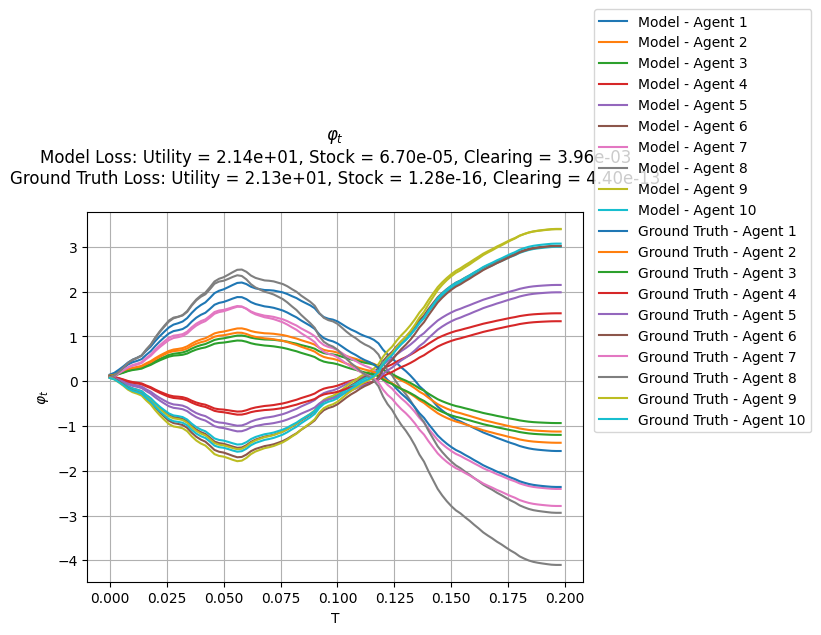 φt
Model Loss: Utility = 2.14e+01, Stock = 6.70e-05, Clearing = 3.96e-03
Ground Truth Loss: Utility = 2.13e+01, Stock = 1.28e-16, Clearing = 4.40e-13
Model - Agent 1
Model - Agent 2
Model - Agent 3
Model - Agent 4
Model - Agent 5
Model - Agent 6
Model - Agent 7
Model - Agent 8
Model - Agent 9
Model - Agent 10
Ground Truth - Agent 1
Ground Truth - Agent 2
Ground Truth - Agent 3
Ground Truth - Agent 4
Ground Truth - Agent 5
Ground Truth - Agent 6
Ground Truth - Agent 7
Ground Truth - Agent 8
Ground Truth - Agent 9
Ground Truth - Agent 10
φt
3
2
1
0
−1
−2
−3
−4
0.000 0.025 0.050 0.075 0.100 0.125 0.150 0.175 0.200
T